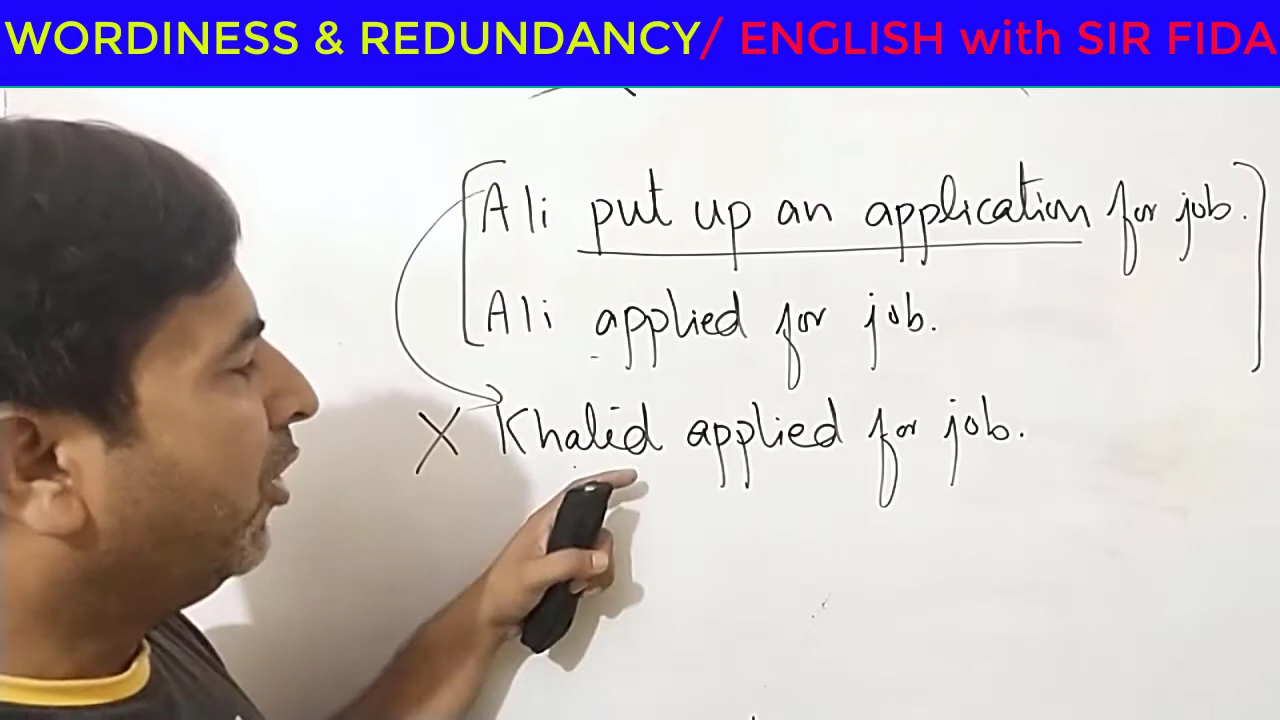 WORDINESS & REDUNDANCY/ ENGLISH with SIR FIDA
Ali put up an application for job.
Ali applied for job.
X Khalid applied for job.